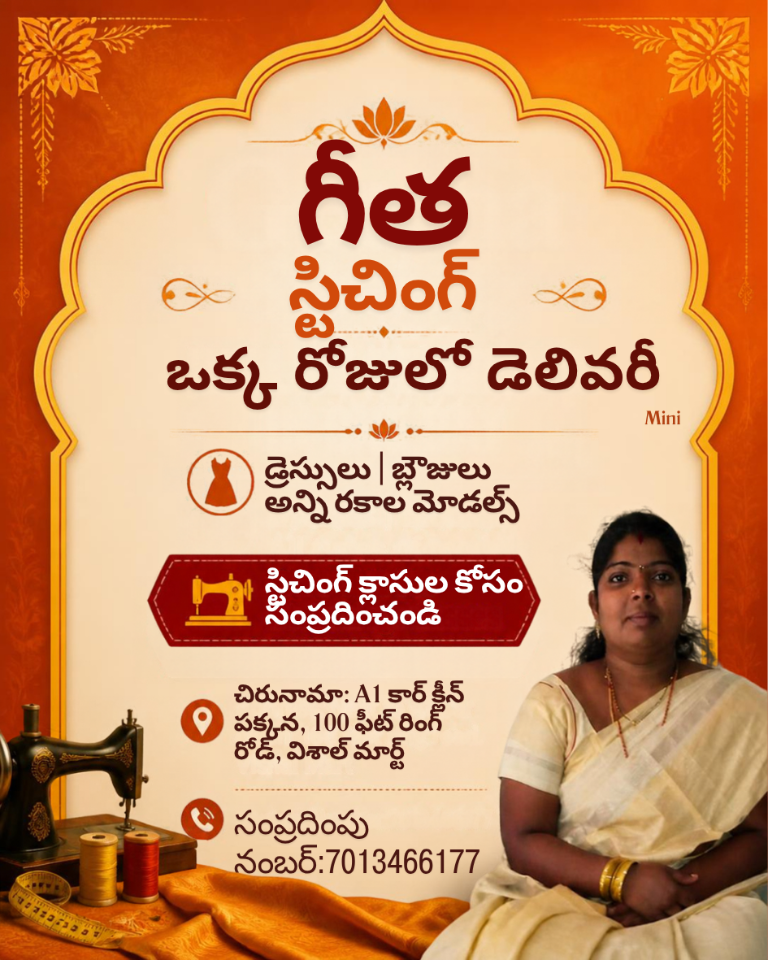 గీత
స్టిచింగ్
ఒక్క రోజులో డెలివరీ
Mini
డ్రెస్సులు | బ్లౌజులు
అన్ని రకాల మోడల్స్
స్టిచింగ్ క్లాసుల కోసం
సంప్రదించండి
చిరునామా: A1 కార్ క్లీన్
పక్కన, 100 ఫీట్ రింగ్
రోడ్, విశాల్ మార్ట్
సంప్రదింపు
నంబర్:7013466177